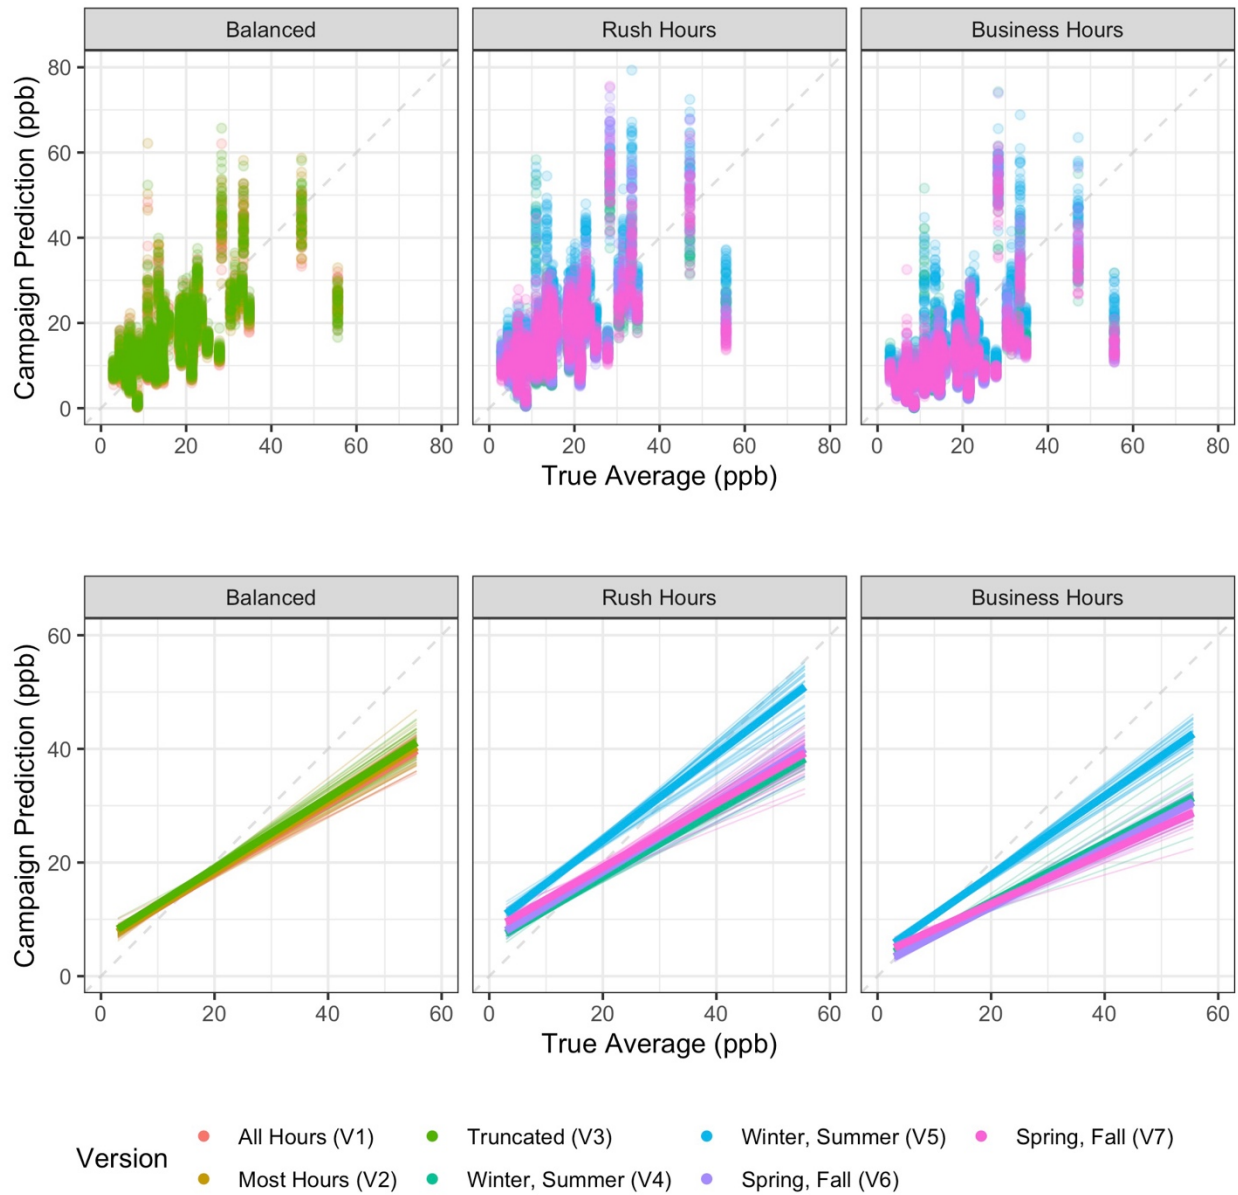 Balanced Rush Hours Business Hours
Campaign Prediction (ppb)
80
60
40
20
0
0 20 40 60 80 0 20 40 60 80 0 20 40 60 80
True Average (ppb)
Balanced Rush Hours Business Hours
Campaign Prediction (ppb)
60
40
20
0
0 20 40 60 0 20 40 60 0 20 40 60
True Average (ppb)
Version
All Hours (V1) Truncated (V3) Winter, Summer (V5) Spring, Fall (V7)
Most Hours (V2) Winter, Summer (V4) Spring, Fall (V6)